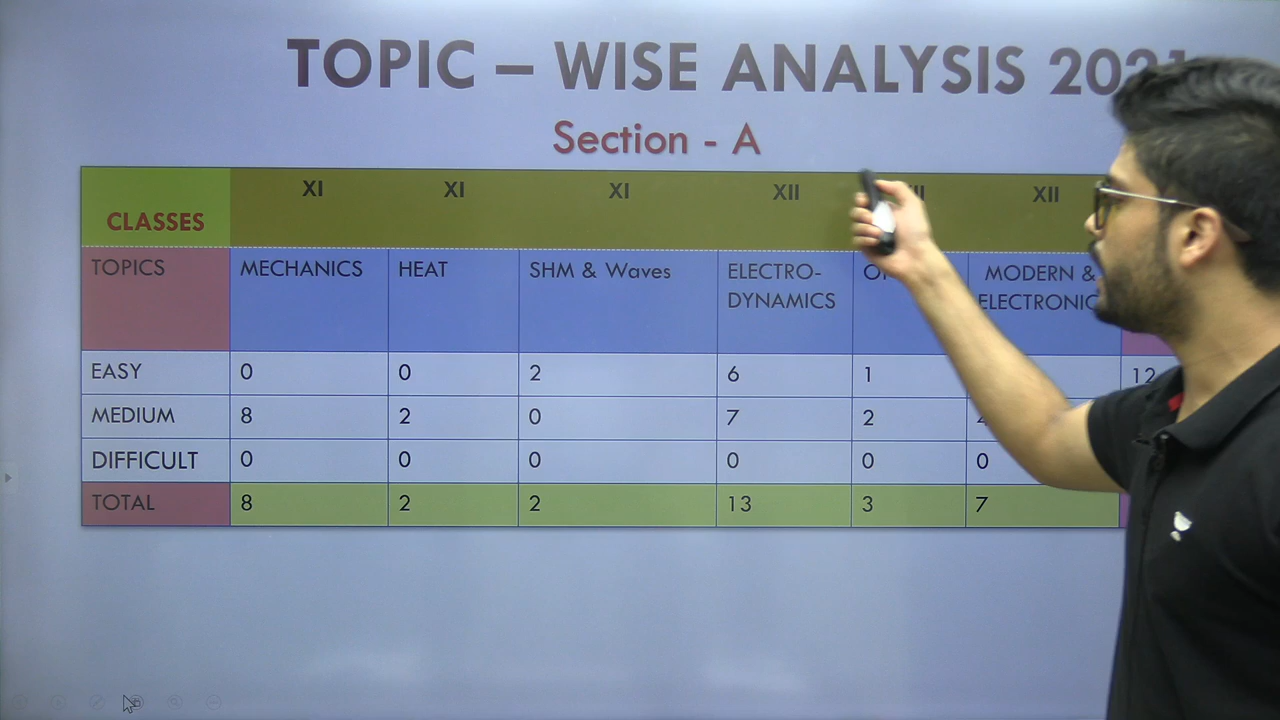 TOPIC – WISE ANALYSIS 2021
Section - A
CLASSES XI XI XI XII XII
TOPICS MECHANICS HEAT SHM & Waves ELECTRO- MODERN &
DYNAMICS
EASY 0 0 2 6 1 12
MEDIUM 8 2 0 7 2
DIFFICULT 0 0 0 0 0 0
TOTAL 8 2 2 13 3 7